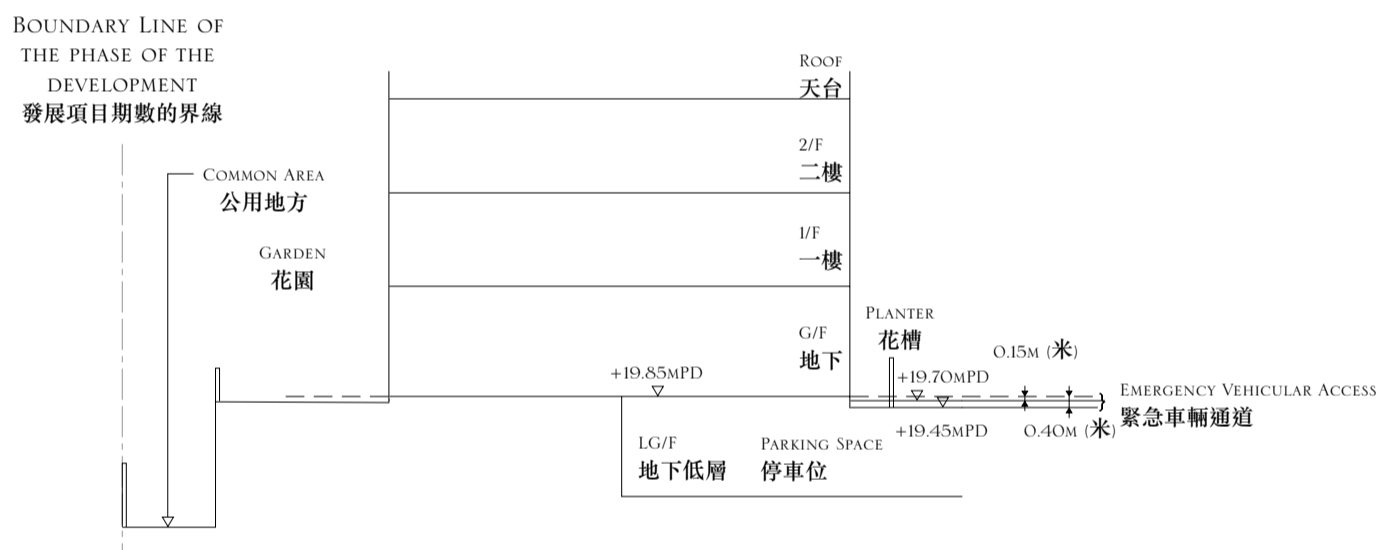 BOUNDARY LINE OF
THE PHASE OF THE
DEVELOPMENT
發展項目期數的界線
COMMON AREA
公用地方
GARDEN
花園
ROOF
天台
2/F
二樓
1/F
一樓
G/F
地下
PLANTER
花槽
+19.85MPD
+19.70MPD
0.15M (米)
EMERGENCY VEHICULAR ACCESS
緊急車輛通道
+19.45MPD
0.40M (米)
LG/F
地下低層
PARKING SPACE
停車位